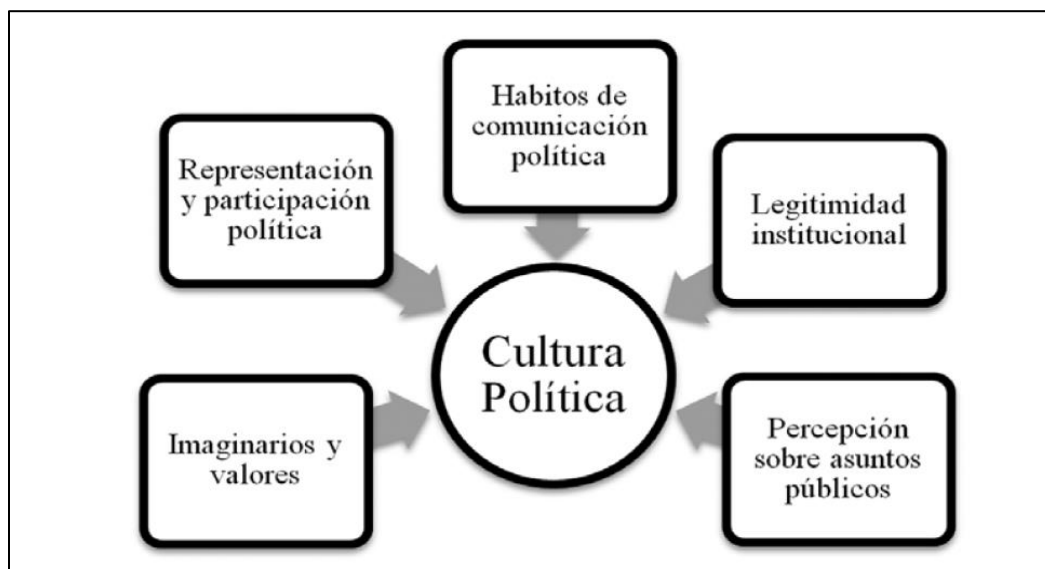 Habitos de
comunicación
política
Representación
y participación
política
Legitimidad
institucional
Cultura
Política
Imaginarios y
valores
Percepción
sobre asuntos
públicos